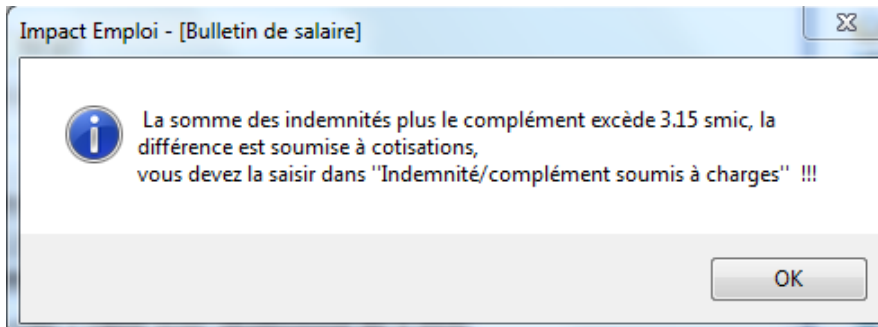 Impact Emploi - [Bulletin de salaire]
La somme des indemnités plus le complément excède 3.15 smic, la
différence est soumise à cotisations,
vous devez la saisir dans "Indemnité/complément soumis à charges" !!!
OK